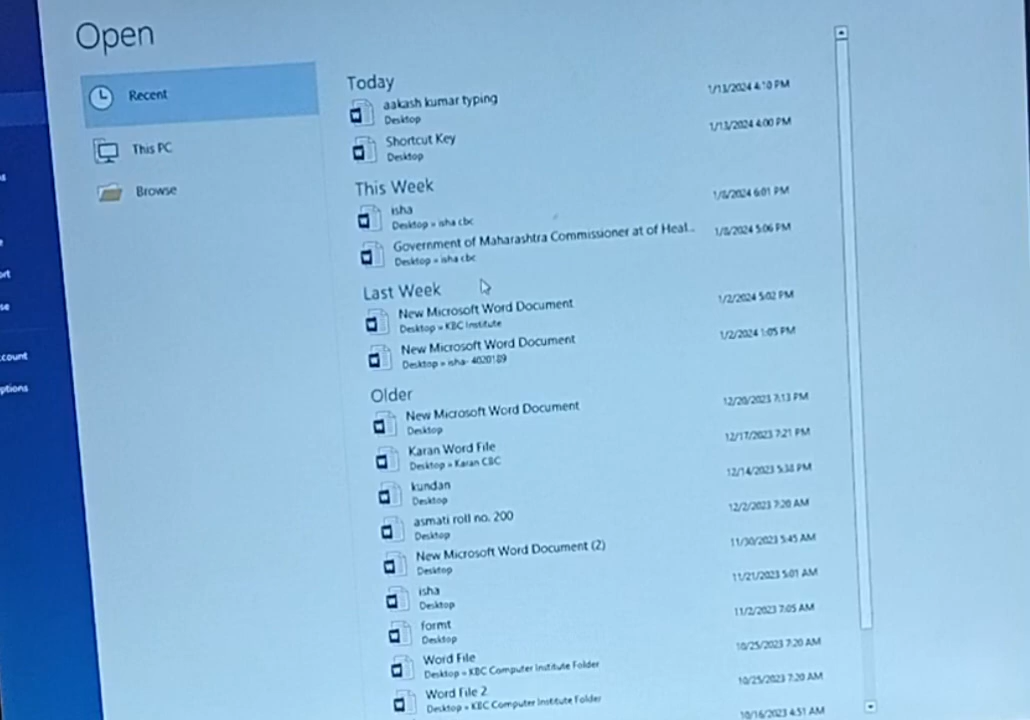 Open
Recent
This PC
Browse
Today
aakash kumar typing 1/13/2024 4:10 PM
Desktop
Shortcut Key 1/13/2024 4:00 PM
Desktop
This Week
isha 1/8/2024 6:01 PM
Desktop » isha cbc
Government of Maharashtra Commissioner at of Heal... 1/8/2024 5:06 PM
Desktop » isha cbc
Last Week
New Microsoft Word Document 1/2/2024 5:02 PM
Desktop » KBC Institute
New Microsoft Word Document 1/2/2024 1:05 PM
Desktop » isha- 4020189
Older
New Microsoft Word Document 12/20/2023 7:13 PM
Desktop
Karan Word File 12/17/2023 7:21 PM
Desktop » Karan CBC
kundan 12/14/2023 5:38 PM
Desktop
asmati roll no. 200 12/2/2023 7:20 AM
Desktop
New Microsoft Word Document (2) 11/30/2023 5:45 AM
Desktop
isha 11/21/2023 5:01 AM
Desktop
formt 11/2/2023 7:05 AM
Desktop
Word File 10/25/2023 7:20 AM
Desktop » KBC Computer Institute Folder
Word File 2 10/25/2023 7:20 AM
Desktop » KBC Computer Institute Folder
10/16/2023 4:51 AM
ort
se
count
ptions